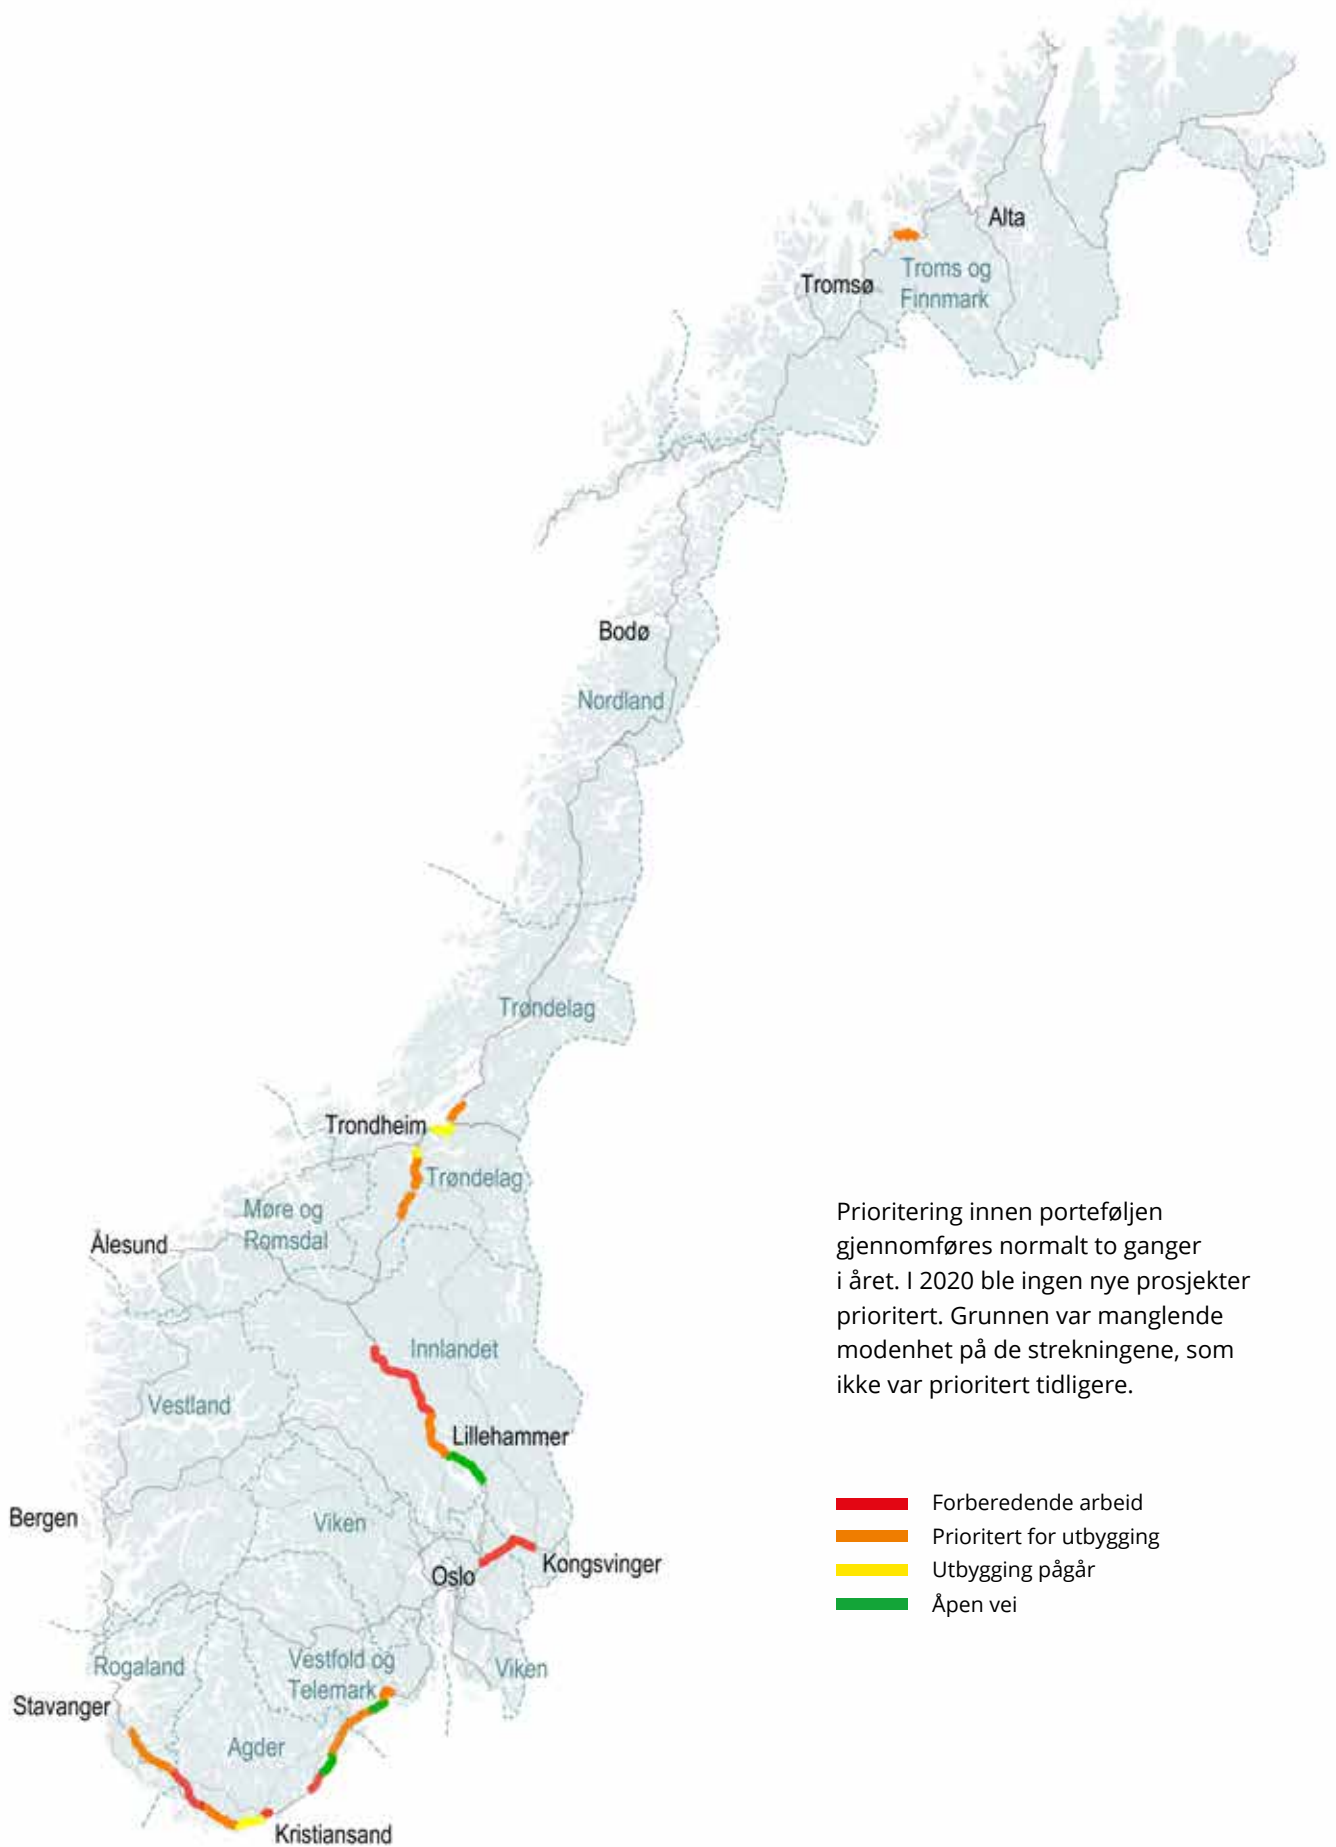 Alta
Troms og
Finnmark
Tromsø
Bodø
Nordland
Trøndelag
Trondheim
Trøndelag
Møre og
Romsdal
Ålesund
Prioritering innen porteføljen
gjennomføres normalt to ganger
i året. I 2020 ble ingen nye prosjekter
prioritert. Grunnen var manglende
modenhet på de strekningene, som
ikke var prioritert tidligere.
Innlandet
Vestland
Lillehammer
Bergen
Viken
Oslo
Kongsvinger
Forberedende arbeid
Prioritert for utbygging
Utbygging pågår
Åpen vei
Rogaland
Vestfold og
Telemark
Viken
Stavanger
Agder
Kristiansand